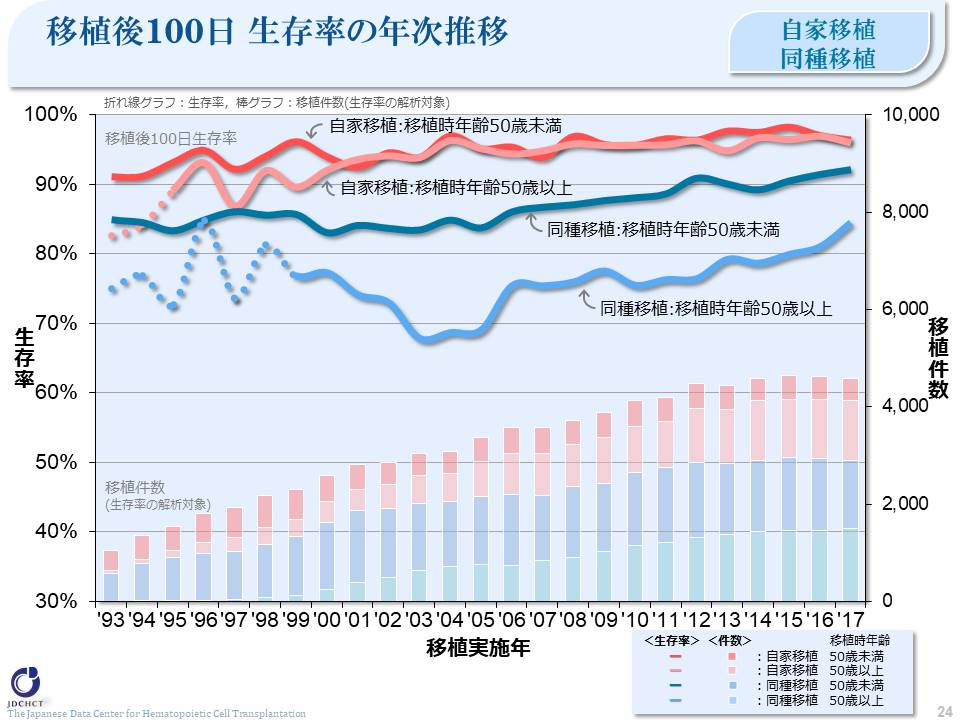 移植後100日 生存率の年次推移
自家移植
同種移植
折れ線グラフ：生存率，棒グラフ：移植件数(生存率の解析対象)
100%
90%
80%
70%
60%
50%
40%
30%
10,000
8,000
6,000
4,000
2,000
0
生存率
移植件数
移植後100日生存率
自家移植:移植時年齢50歳未満
自家移植:移植時年齢50歳以上
同種移植:移植時年齢50歳未満
同種移植:移植時年齢50歳以上
移植件数
(生存率の解析対象)
'93 '94 '95 '96 '97 '98 '99 '00 '01 '02 '03 '04 '05 '06 '07 '08 '09 '10 '11 '12 '13 '14 '15 '16 '17
移植実施年
＜生存率＞ ＜件数＞ 移植時年齢
：自家移植 50歳未満
：自家移植 50歳以上
：同種移植 50歳未満
：同種移植 50歳以上
JDCHCT
The Japanese Data Center for Hematopoietic Cell Transplantation
24